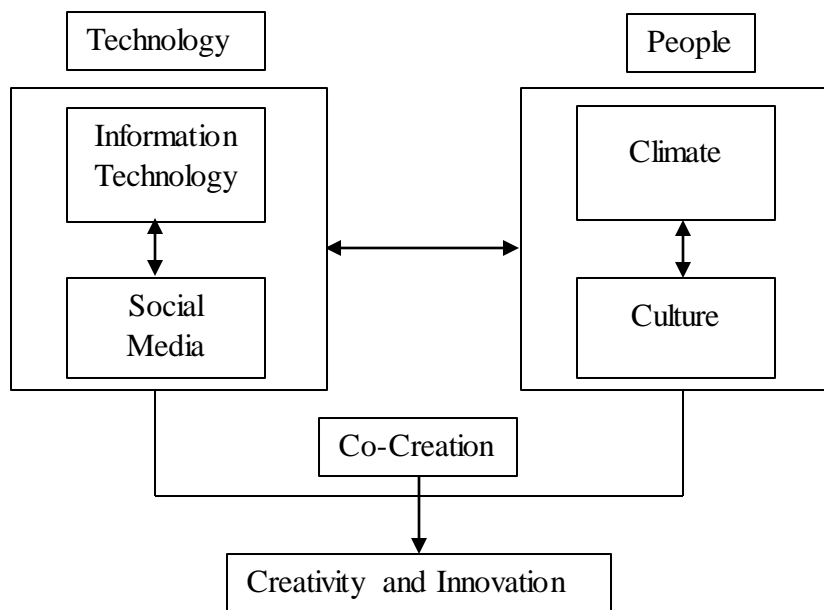 Technology
People
Information
Technology
Climate
Social
Media
Culture
Co-Creation
Creativity and Innovation